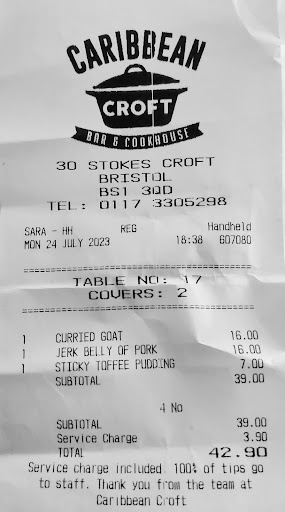 CARIBBEAN
CROFT
BAR & COOKHOUSE
30 STOKES CROFT
BRISTOL
BS1 3QD
TEL: 0117 3305298
SARA - HH REG Handheld
MON 24 JULY 2023 18:38 607080
TABLE NO: 17
COVERS: 2
1 CURRIED GOAT 16.00
1 JERK BELLY OF PORK 16.00
1 STICKY TOFFEE PUDDING 7.00
SUBTOTAL 39.00
4 No
SUBTOTAL 39.00
Service Charge 3.90
TOTAL 42.90
Service charge included. 100% of tips go
to staff. Thank you from the team at
Caribbean Croft